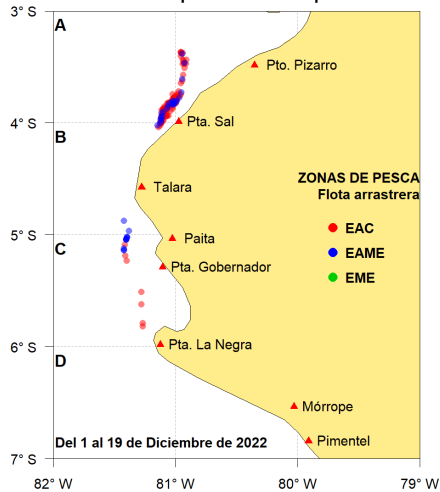 3° S
A
Pto. Pizarro
4° S
Pta. Sal
B
ZONAS DE PESCA
Talara
Flota arrastrera
EAC
5° S
Paita
C
EAME
Pta. Gobernador
EME
6° S
Pta. La Negra
D
Mórrope
Del 1 al 19 de Diciembre de 2022
Pimentel
7° S
82° W
81° W
80° W
79° W